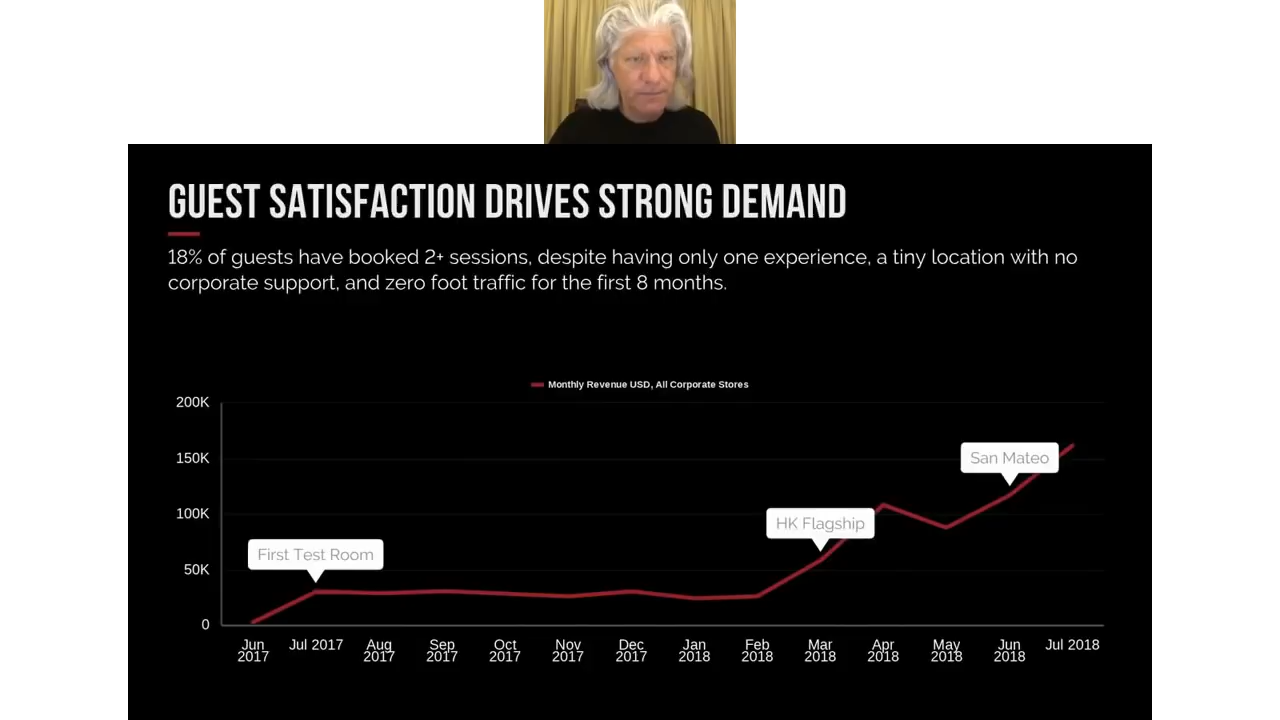 GUEST SATISFACTION DRIVES STRONG DEMAND
18% of guests have booked 2+ sessions, despite having only one experience, a tiny location with no
corporate support, and zero foot traffic for the first 8 months.
Monthly Revenue USD, All Corporate Stores
200K
150K
100K
50K
0
San Mateo
HK Flagship
First Test Room
Jun 2017
Jul 2017
Aug 2017
Sep 2017
Oct 2017
Nov 2017
Dec 2017
Jan 2018
Feb 2018
Mar 2018
Apr 2018
May 2018
Jun 2018
Jul 2018